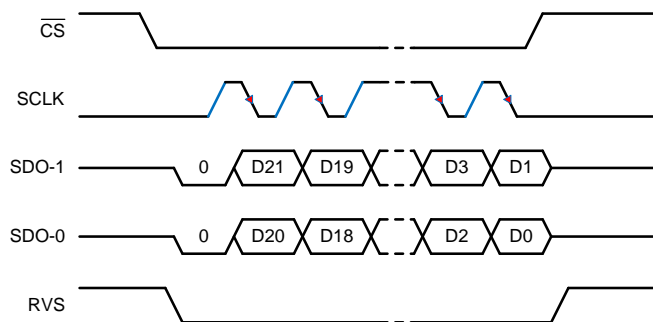 CS
SCLK
SDO-1 0 D21 D19 D3 D1
SDO-0 0 D20 D18 D2 D0
RVS